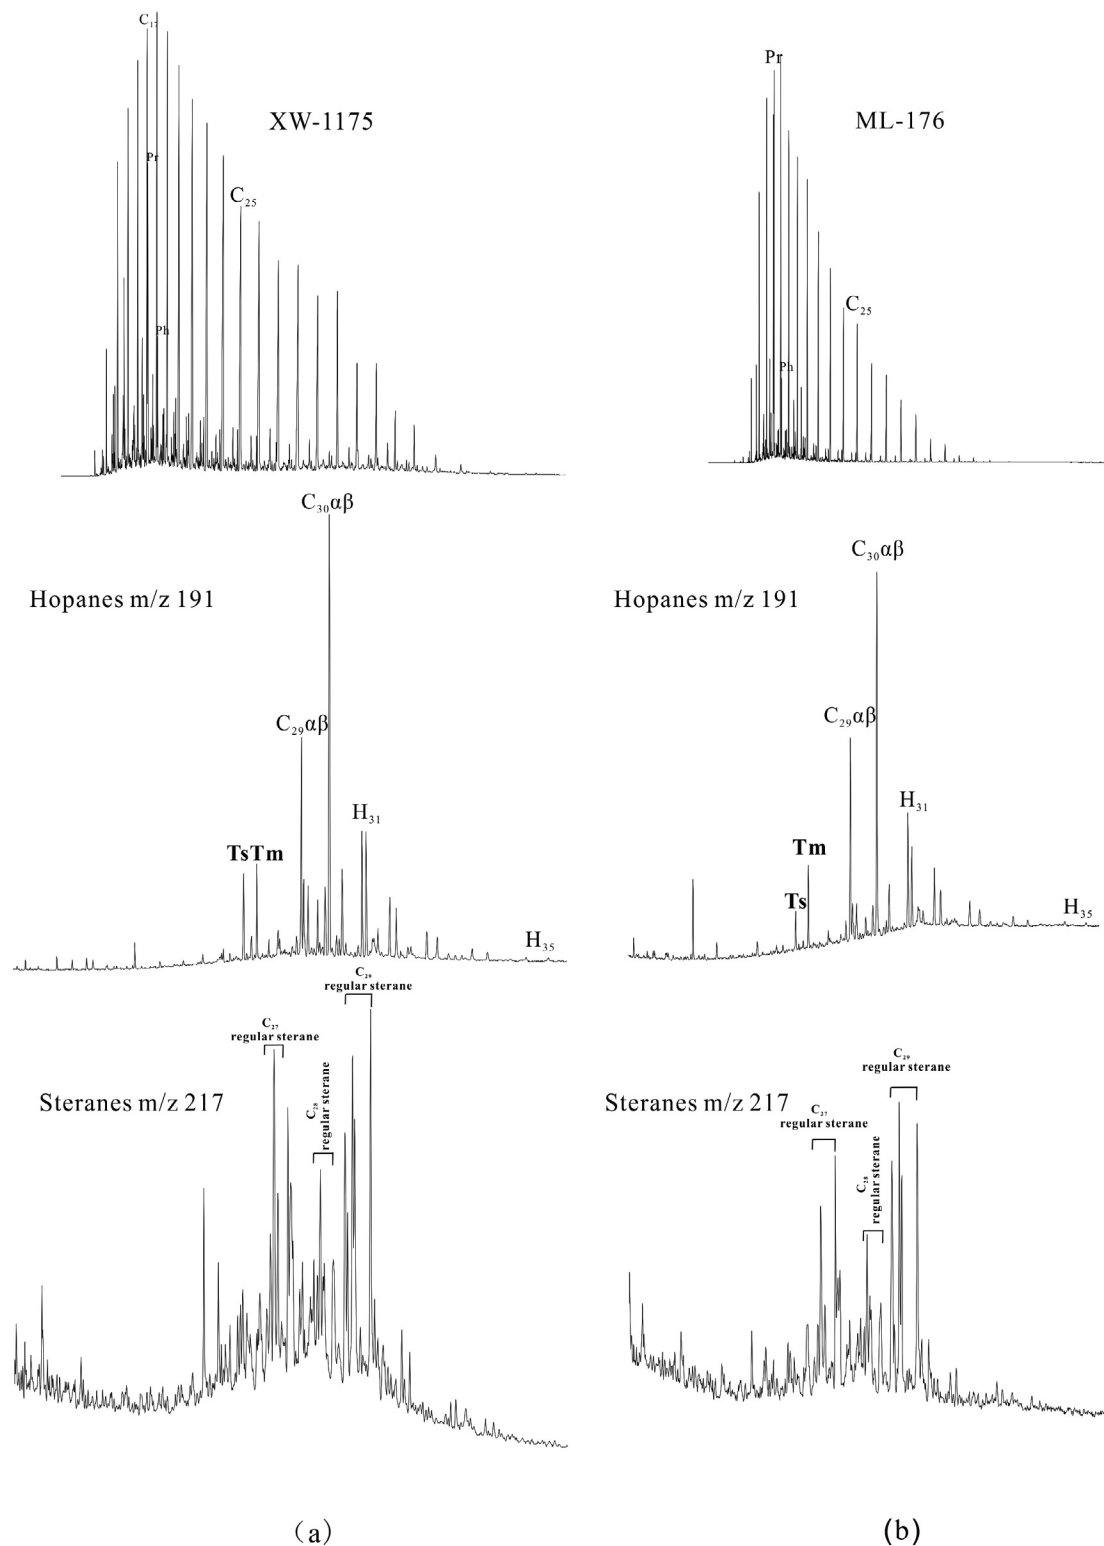 C₁₇
Pr
Ph
XW-1175
C₂₅
Pr
Ph
ML-176
C₂₅
Hopanes m/z 191
TsTm
C₂₉αβ
C₃₀αβ
H₃₁
H₃₅
Hopanes m/z 191
Ts
Tm
C₂₉αβ
C₃₀αβ
H₃₁
H₃₅
Steranes m/z 217
C₂₇
regular sterane
C₂₈
regular sterane
C₂₉
regular sterane
Steranes m/z 217
C₂₇
regular sterane
C₂₈
regular sterane
C₂₉
regular sterane
(a)
(b)